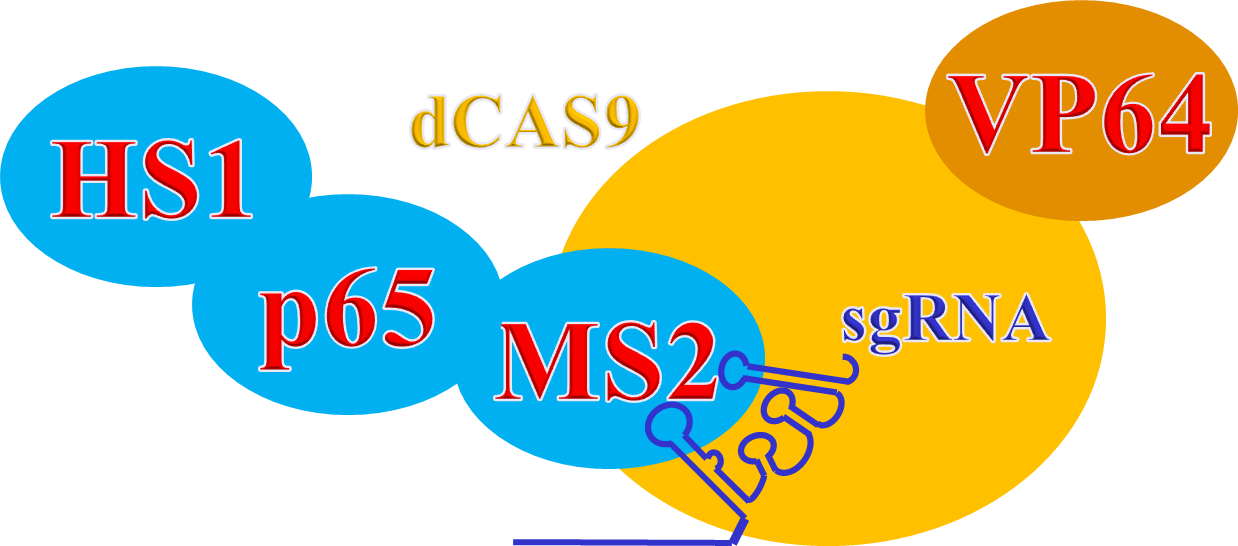 VP64
dCAS9
HS1
p65
sgRNA
MS2